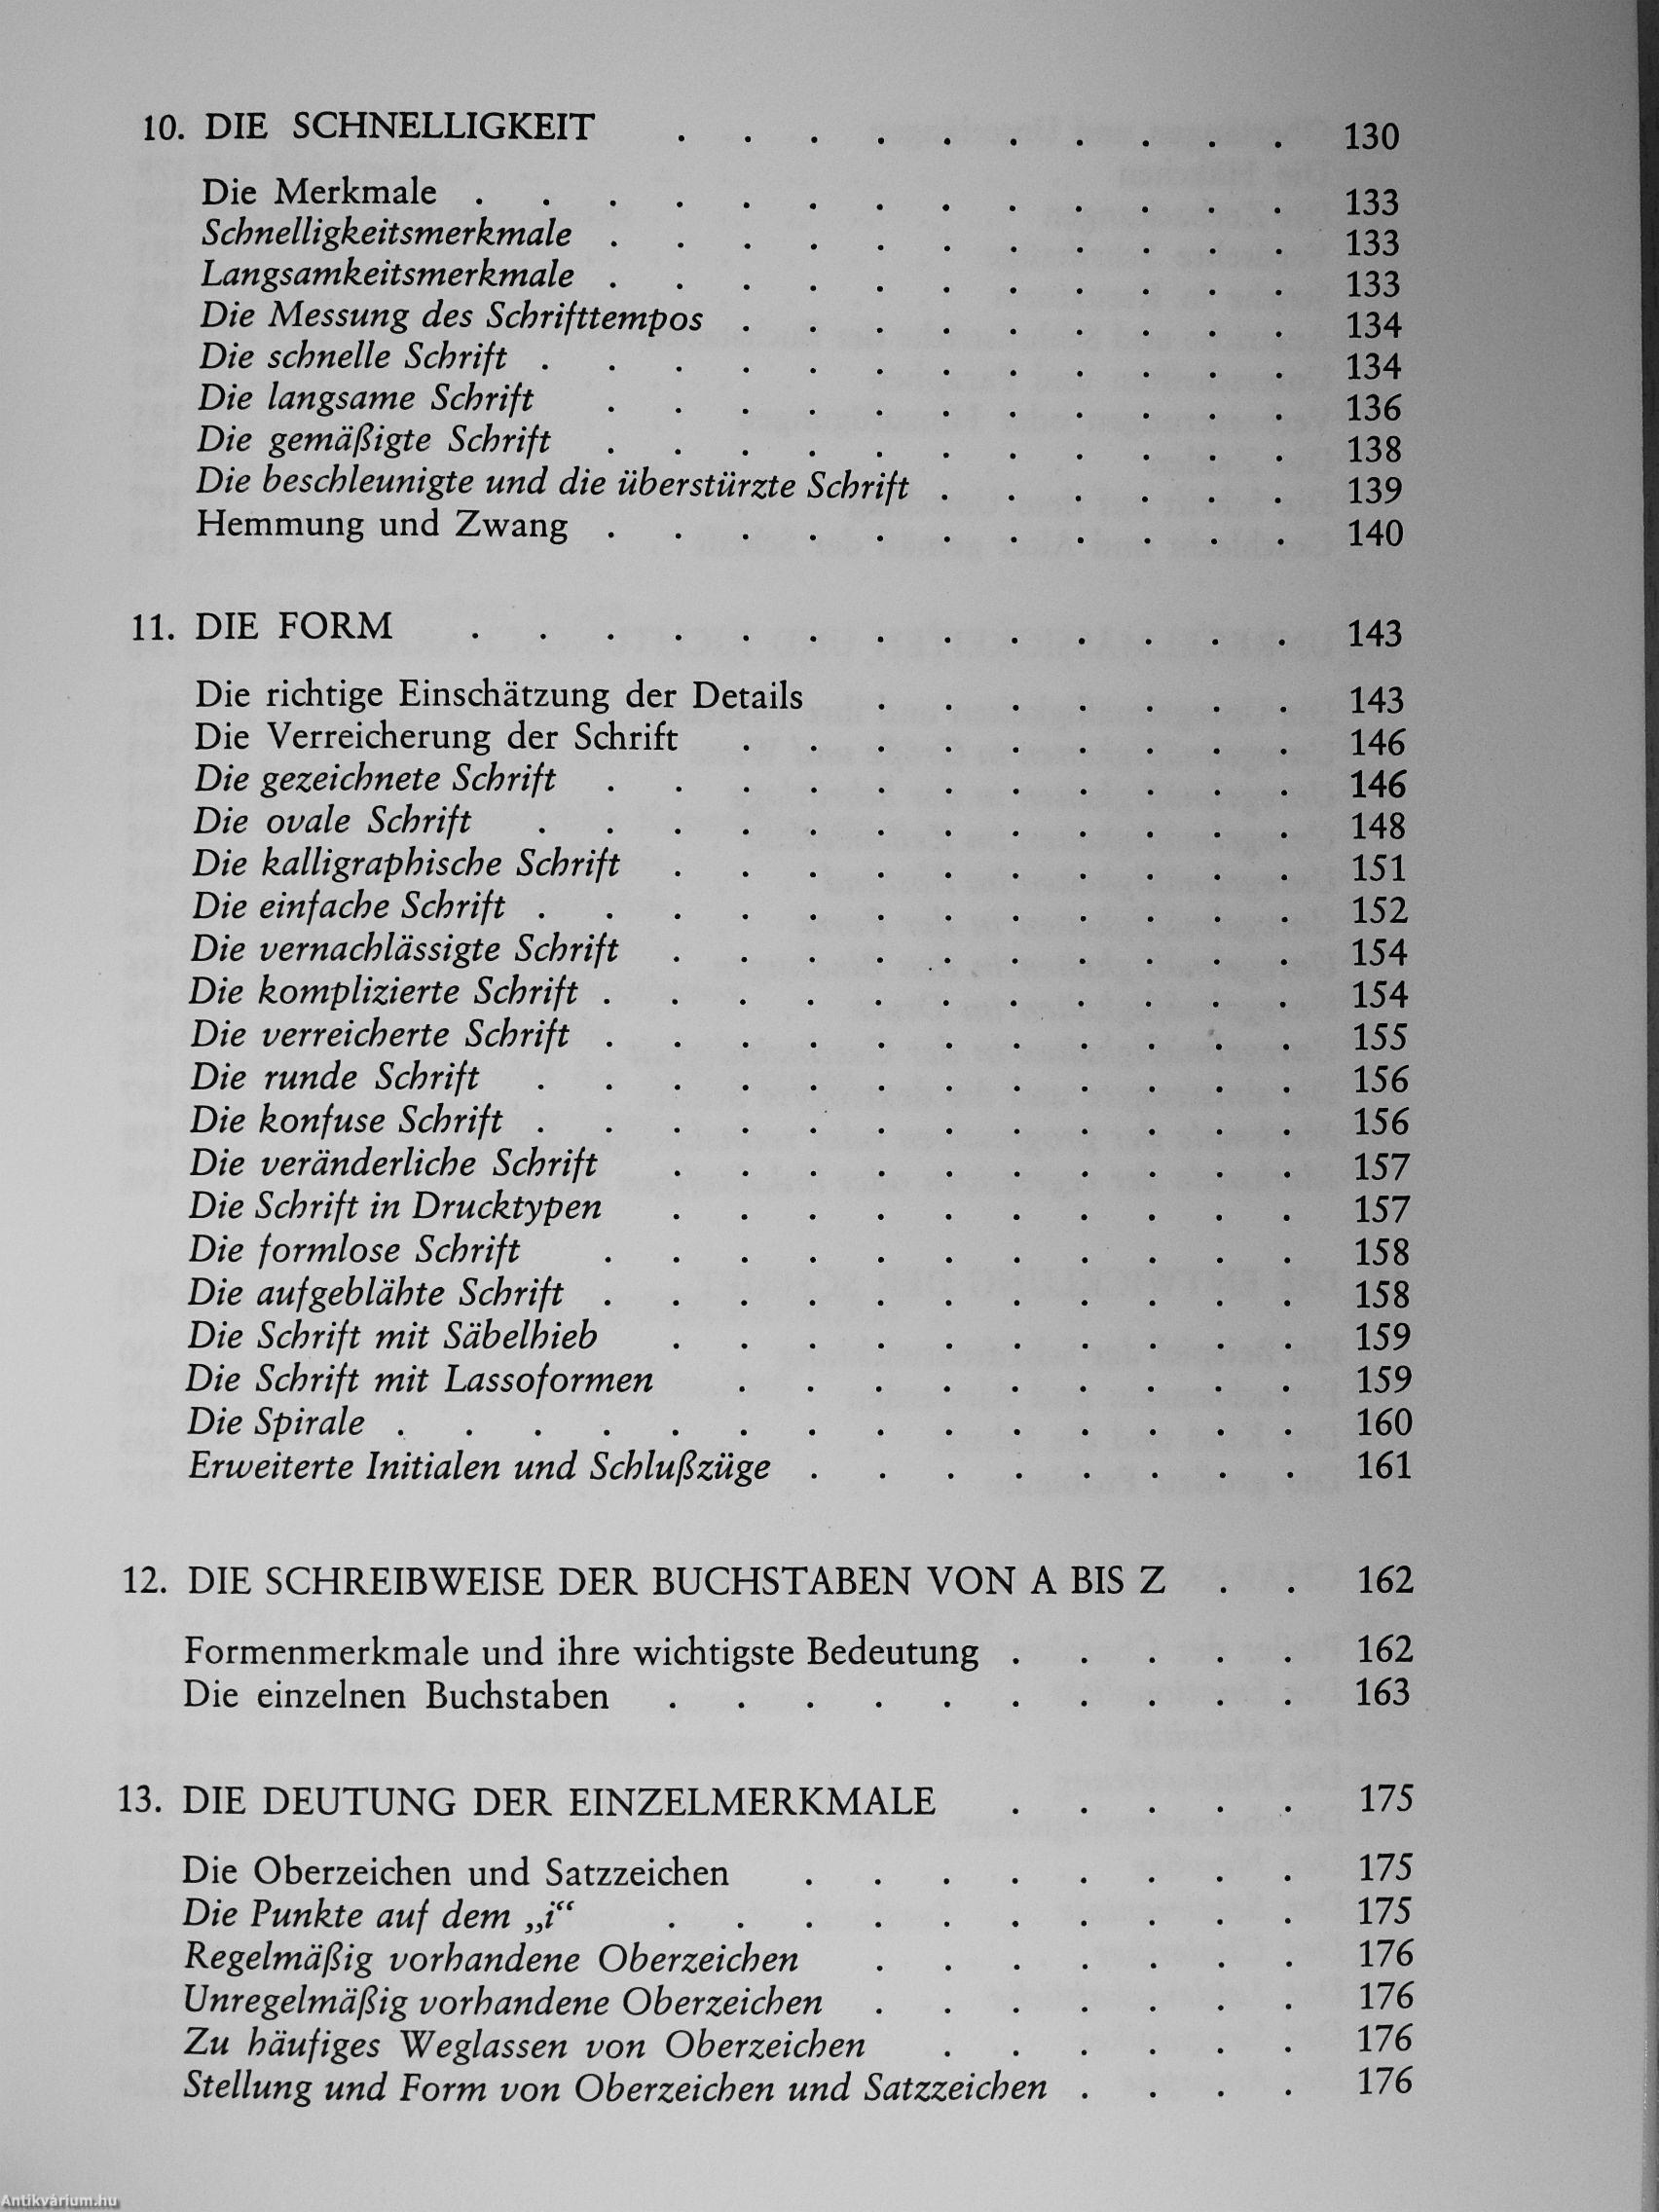 10. DIE SCHNELLIGKEIT . . . . . . . . . . 130
Die Merkmale . . . . . . . . . . . . . 133
Schnelligkeitsmerkmale . . . . . . . . . . . 133
Langsamkeitsmerkmale . . . . . . . . . . . 133
Die Messung des Schrifttempos . . . . . . . . . 134
Die schnelle Schrift . . . . . . . . . . . . 134
Die langsame Schrift . . . . . . . . . . . 136
Die gemäßigte Schrift . . . . . . . . . . . 138
Die beschleunigte und die überstürzte Schrift . . . . . . 139
Hemmung und Zwang . . . . . . . . . . . 140
11. DIE FORM . . . . . . . . . . . . . 143
Die richtige Einschätzung der Details . . . . . . . 143
Die Verreicherung der Schrift . . . . . . . . . 146
Die gezeichnete Schrift . . . . . . . . . . . 146
Die ovale Schrift . . . . . . . . . . . . 148
Die kalligraphische Schrift . . . . . . . . . . 151
Die einfache Schrift . . . . . . . . . . . . 152
Die vernachlässigte Schrift . . . . . . . . . . 154
Die komplizierte Schrift . . . . . . . . . . . 154
Die verreicherte Schrift . . . . . . . . . . . 155
Die runde Schrift . . . . . . . . . . . . 156
Die konfuse Schrift . . . . . . . . . . . . 156
Die veränderliche Schrift . . . . . . . . . . 157
Die Schrift in Drucktypen . . . . . . . . . . 157
Die formlose Schrift . . . . . . . . . . . 158
Die aufgeblähte Schrift . . . . . . . . . . . 158
Die Schrift mit Säbelhieb . . . . . . . . . . 159
Die Schrift mit Lassoformen . . . . . . . . . 159
Die Spirale . . . . . . . . . . . . . . 160
Erweiterte Initialen und Schlußzüge . . . . . . . . 161
12. DIE SCHREIBWEISE DER BUCHSTABEN VON A BIS Z . . 162
Formenmerkmale und ihre wichtigste Bedeutung . . . . . 162
Die einzelnen Buchstaben . . . . . . . . . . 163
13. DIE DEUTUNG DER EINZELMERKMALE . . . . . 175
Die Oberzeichen und Satzzeichen . . . . . . . . 175
Die Punkte auf dem „i“ . . . . . . . . . . 175
Regelmäßig vorhandene Oberzeichen . . . . . . . 176
Unregelmäßig vorhandene Oberzeichen . . . . . . . 176
Zu häufiges Weglassen von Oberzeichen . . . . . . 176
Stellung und Form von Oberzeichen und Satzzeichen . . . . 176
Antikvárium.hu